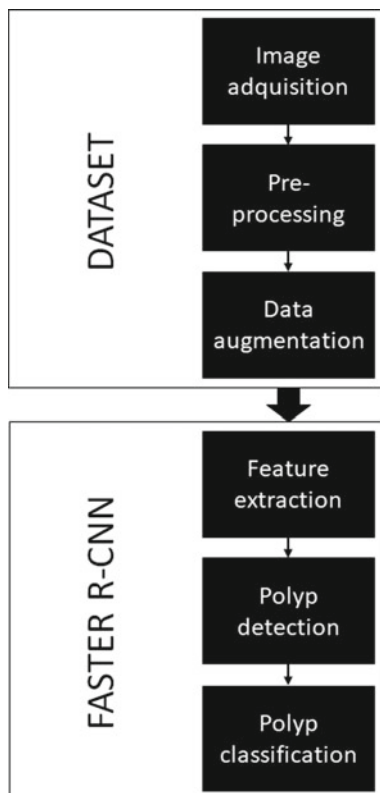 DATASET
Image
adquisition
Pre-
processing
Data
augmentation
FASTER R-CNN
Feature
extraction
Polyp
detection
Polyp
classification